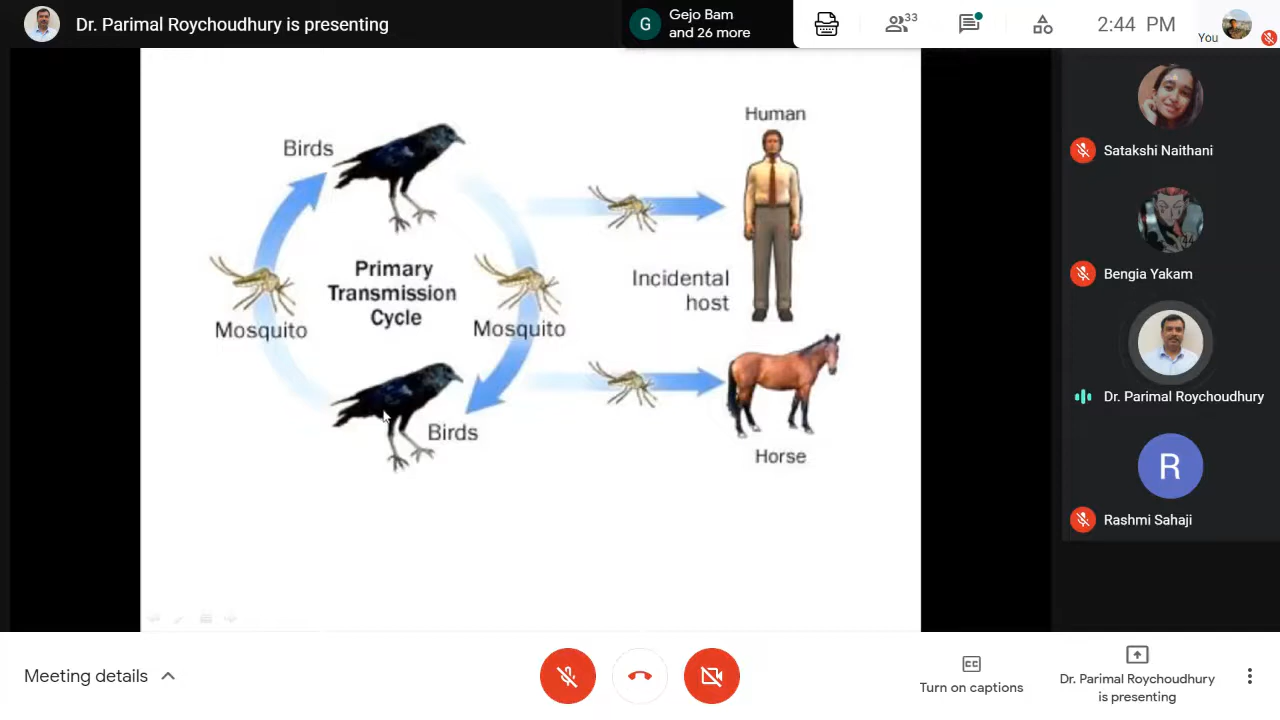 Dr. Parimal Roychoudhury is presenting
G
Gejo Bam
and 26 more
33
2:44 PM
You
Birds
Human
Primary
Transmission
Cycle
Mosquito
Mosquito
Incidental
host
Birds
Horse
Satakshi Naithani
Bengia Yakam
Dr. Parimal Roychoudhury
R
Rashmi Sahaji
Meeting details
CC
Turn on captions
Dr. Parimal Roychoudhury
is presenting